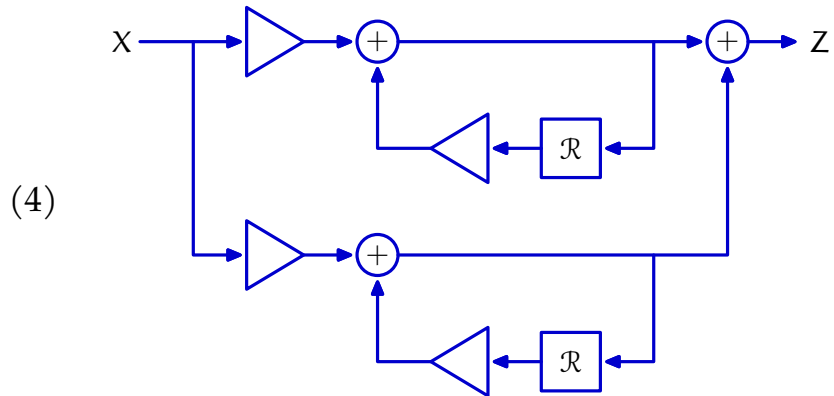 X + + Z
ℛ
(4)
+
ℛ